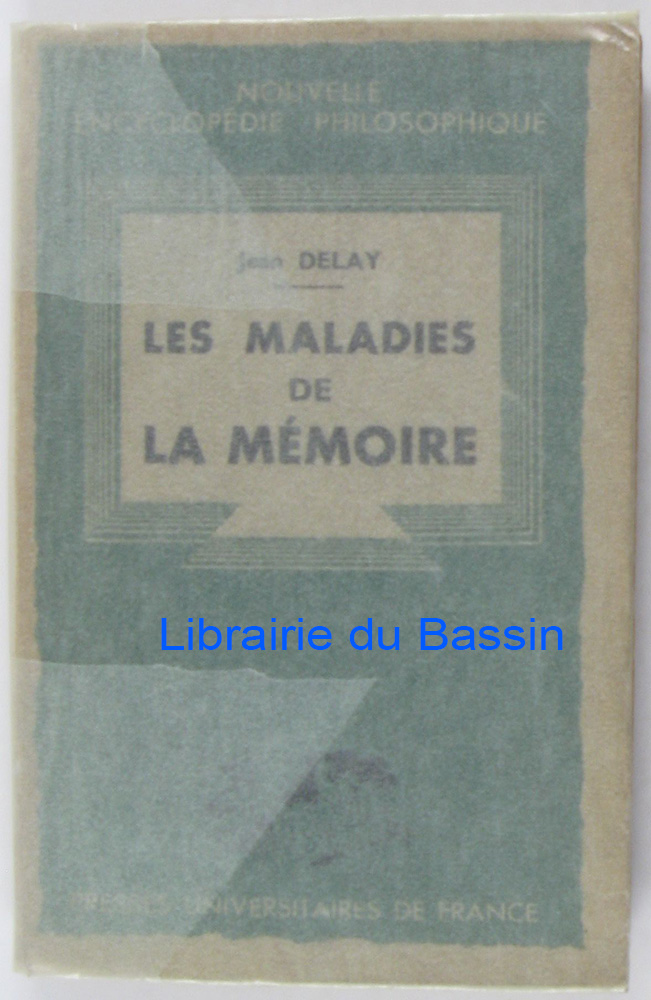 NOUVELLE
ENCYCLOPÉDIE PHILOSOPHIQUE
Jean DELAY
LES MALADIES
DE
LA MÉMOIRE
Librairie du Bassin
PRESSES UNIVERSITAIRES DE FRANCE